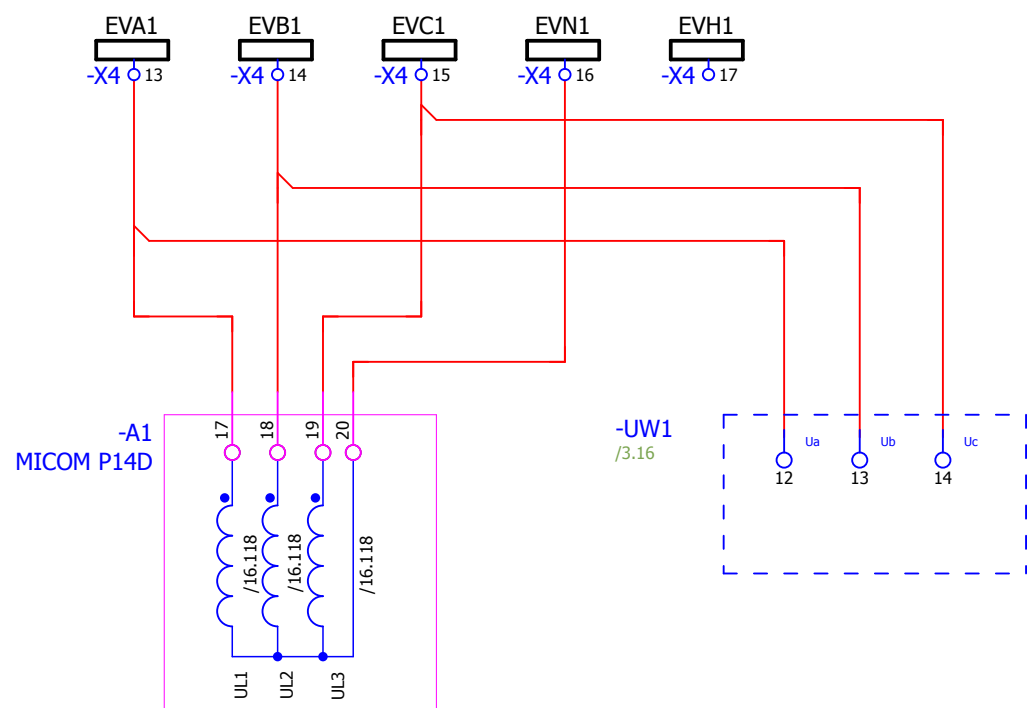 EVA1 EVB1 EVC1 EVN1 EVH1
-X4 13 -X4 14 -X4 15 -X4 16 -X4 17
-A1
MICOM P14D
17 18 19 20
/16.118 /16.118 /16.118
UL1 UL2 UL3
-UW1
/3.16
Ua Ub Uc
12 13 14